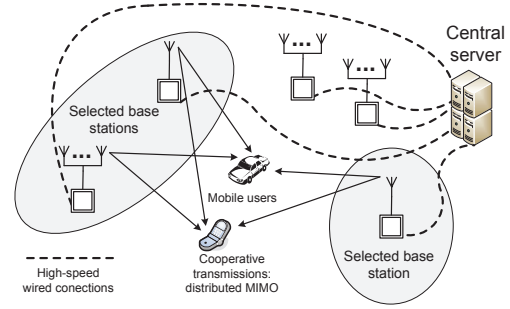 Central
server
Selected base
stations
Mobile users
Selected base
station
High-speed
wired conections
Cooperative
transmissions:
distributed MIMO